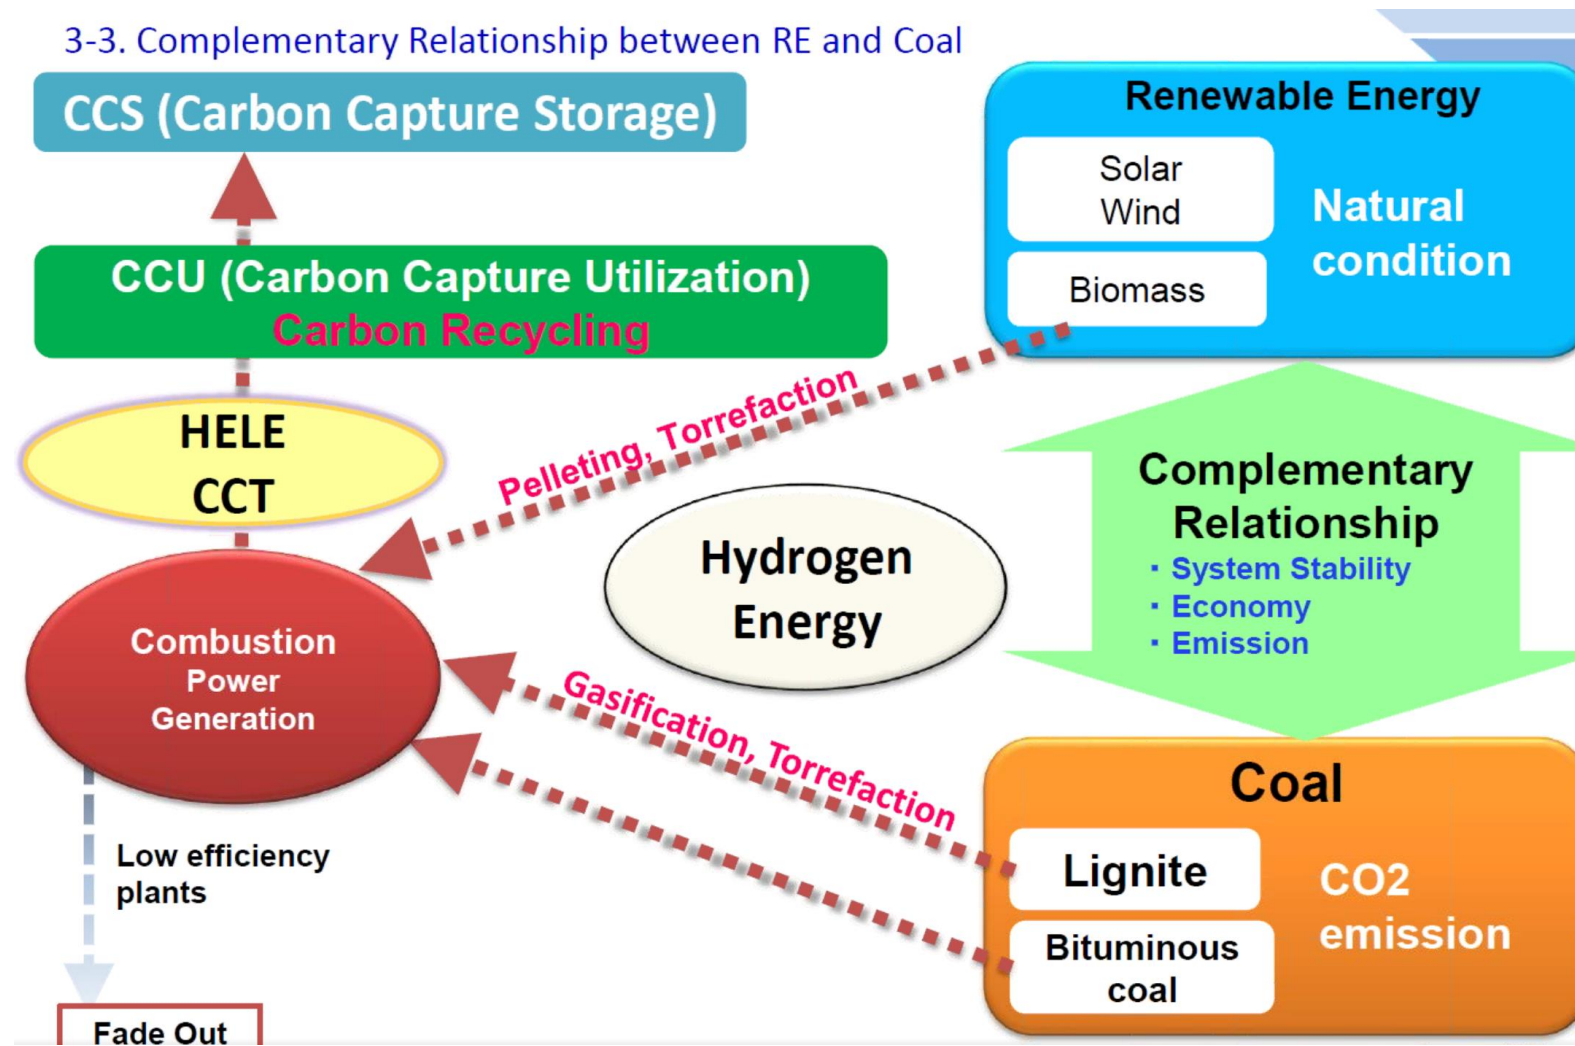 3-3. Complementary Relationship between RE and Coal
CCS (Carbon Capture Storage)
CCU (Carbon Capture Utilization)
Carbon Recycling
HELE
CCT
Combustion
Power
Generation
Low efficiency
plants
Fade Out
Pelleting, Torrefaction
Hydrogen
Energy
Gasification, Torrefaction
Renewable Energy
Solar
Wind
Biomass
Natural
condition
Complementary
Relationship
・System Stability
・Economy
・Emission
Coal
Lignite
Bituminous
coal
CO2
emission